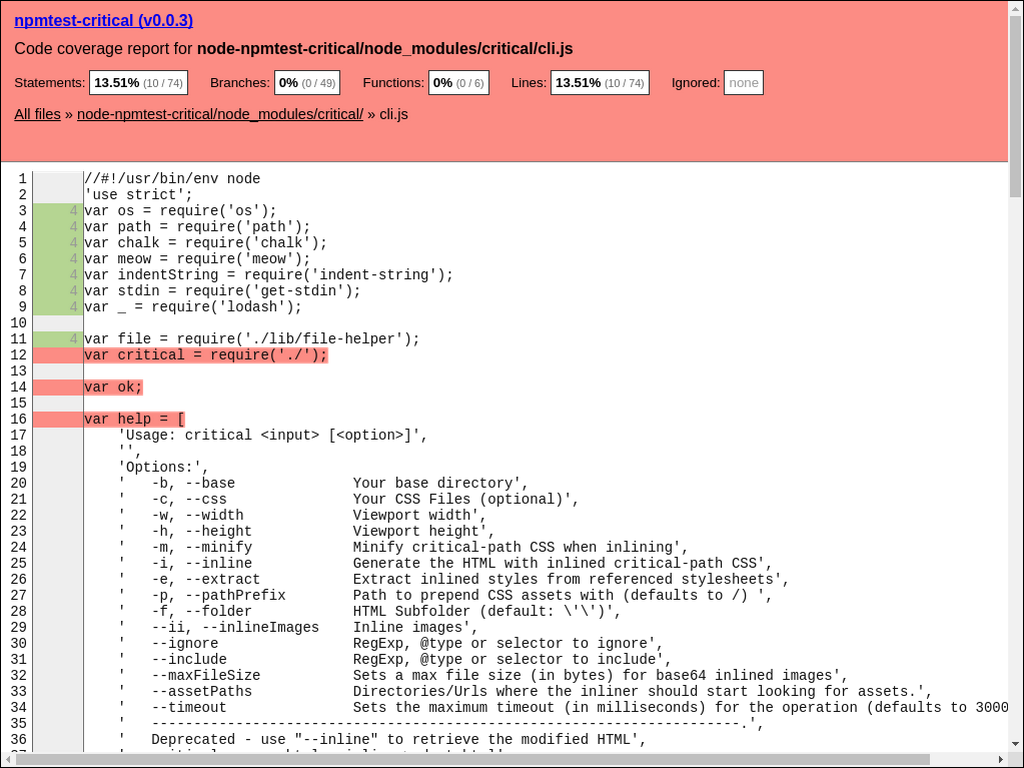 npmtest-critical (v0.0.3)
Code coverage report for node-npmtest-critical/node_modules/critical/cli.js
Statements: 13.51% (10 / 74) Branches: 0% (0 / 49) Functions: 0% (0 / 6) Lines: 13.51% (10 / 74) Ignored: none
All files » node-npmtest-critical/node_modules/critical/ » cli.js
1 //#!/usr/bin/env node
2 'use strict';
3 4 var os = require('os');
4 4 var path = require('path');
5 4 var chalk = require('chalk');
6 4 var meow = require('meow');
7 4 var indentString = require('indent-string');
8 4 var stdin = require('get-stdin');
9 4 var _ = require('lodash');
10
11 4 var file = require('./lib/file-helper');
12 var critical = require('./');
13
14 var ok;
15
16 var help = [
17 'Usage: critical <input> [<option>]',
18 '',
19 'Options:',
20 '   -b, --base              Your base directory',
21 '   -c, --css               Your CSS Files (optional)',
22 '   -w, --width             Viewport width',
23 '   -h, --height            Viewport height',
24 '   -m, --minify            Minify critical-path CSS when inlining',
25 '   -i, --inline            Generate the HTML with inlined critical-path CSS',
26 '   -e, --extract           Extract inlined styles from referenced stylesheets',
27 '   -p, --pathPrefix        Path to prepend CSS assets with (defaults to /) ',
28 '   -f, --folder            HTML Subfolder (default: \'\')',
29 '   --ii, --inlineImages    Inline images',
30 '   --ignore                RegExp, @type or selector to ignore',
31 '   --include               RegExp, @type or selector to include',
32 '   --maxFileSize           Sets a max file size (in bytes) for base64 inlined images',
33 '   --assetPaths            Directories/Urls where the inliner should start looking for assets.',
34 '   --timeout               Sets the maximum timeout (in milliseconds) for the operation (defaults to 3000
35 '   ----------------------------------------------------------------------.',
36 '   Deprecated - use "--inline" to retrieve the modified HTML',